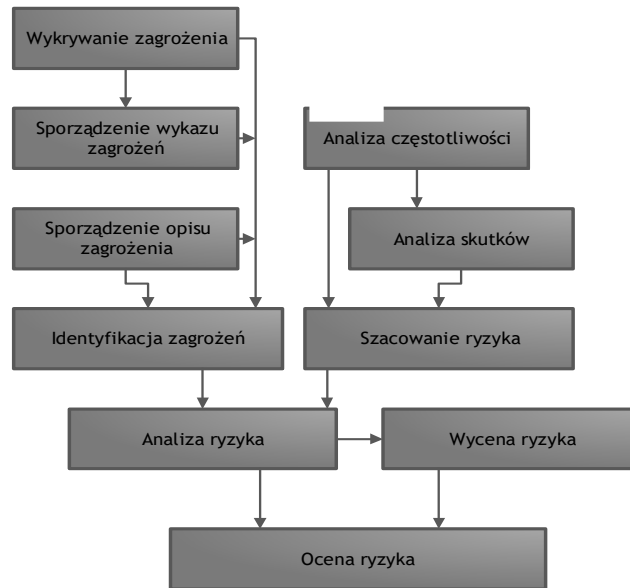 Wykrywanie zagrożenia
Sporządzenie wykazu
zagrożeń
Analiza częstotliwości
Sporządzenie opisu
zagrożenia
Analiza skutków
Identyfikacja zagrożeń
Szacowanie ryzyka
Analiza ryzyka
Wycena ryzyka
Ocena ryzyka